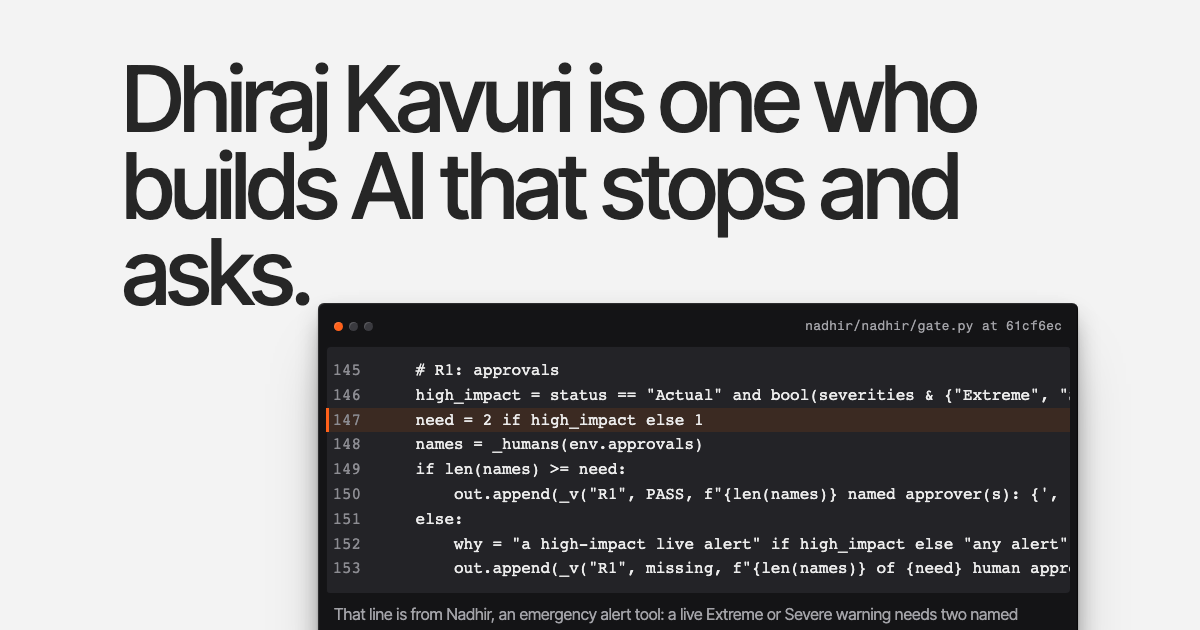 Dhiraj Kavuri is one who
builds AI that stops and
asks.
nadhir/nadhir/gate.py at 61cf6ec
145 # R1: approvals
146 high_impact = status == "Actual" and bool(severities & {"Extreme", "
147 need = 2 if high_impact else 1
148 names = _humans(env.approvals)
149 if len(names) >= need:
150 out.append(_v("R1", PASS, f"{len(names)} named approver(s): {',
151 else:
152 why = "a high-impact live alert" if high_impact else "any alert"
153 out.append(_v("R1", missing, f"{len(names)} of {need} human appr
That line is from Nadhir, an emergency alert tool: a live Extreme or Severe warning needs two named